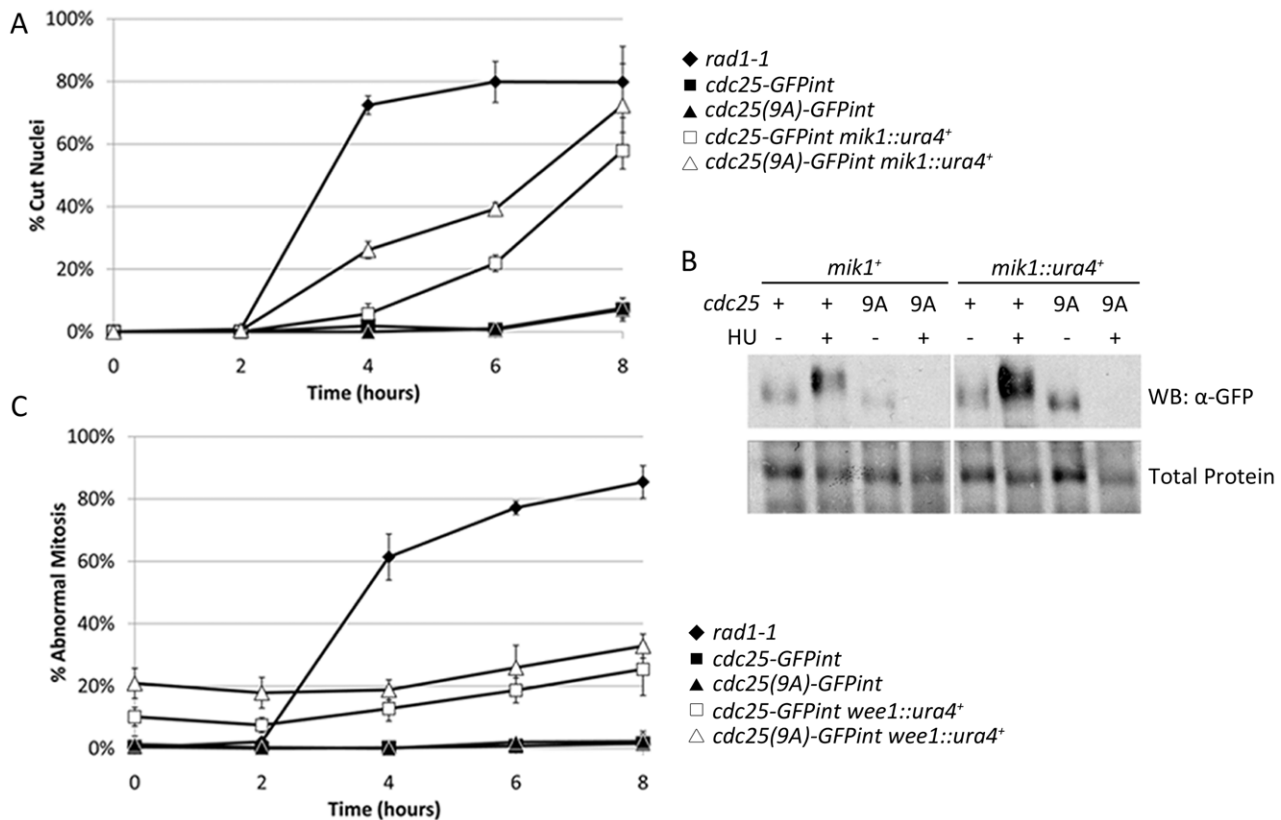 A
100%
80%
60%
40%
20%
0%
% Cut Nuclei
0 2 4 6 8
Time (hours)
rad1-1
cdc25-GFPint
cdc25(9A)-GFPint
cdc25-GFPint mik1::ura4⁺
cdc25(9A)-GFPint mik1::ura4⁺
B
mik1⁺ mik1::ura4⁺
cdc25 + + 9A 9A + + 9A 9A
HU - + - + - + - +
WB: α-GFP
Total Protein
C
100%
80%
60%
40%
20%
0%
% Abnormal Mitosis
0 2 4 6 8
Time (hours)
rad1-1
cdc25-GFPint
cdc25(9A)-GFPint
cdc25-GFPint wee1::ura4⁺
cdc25(9A)-GFPint wee1::ura4⁺